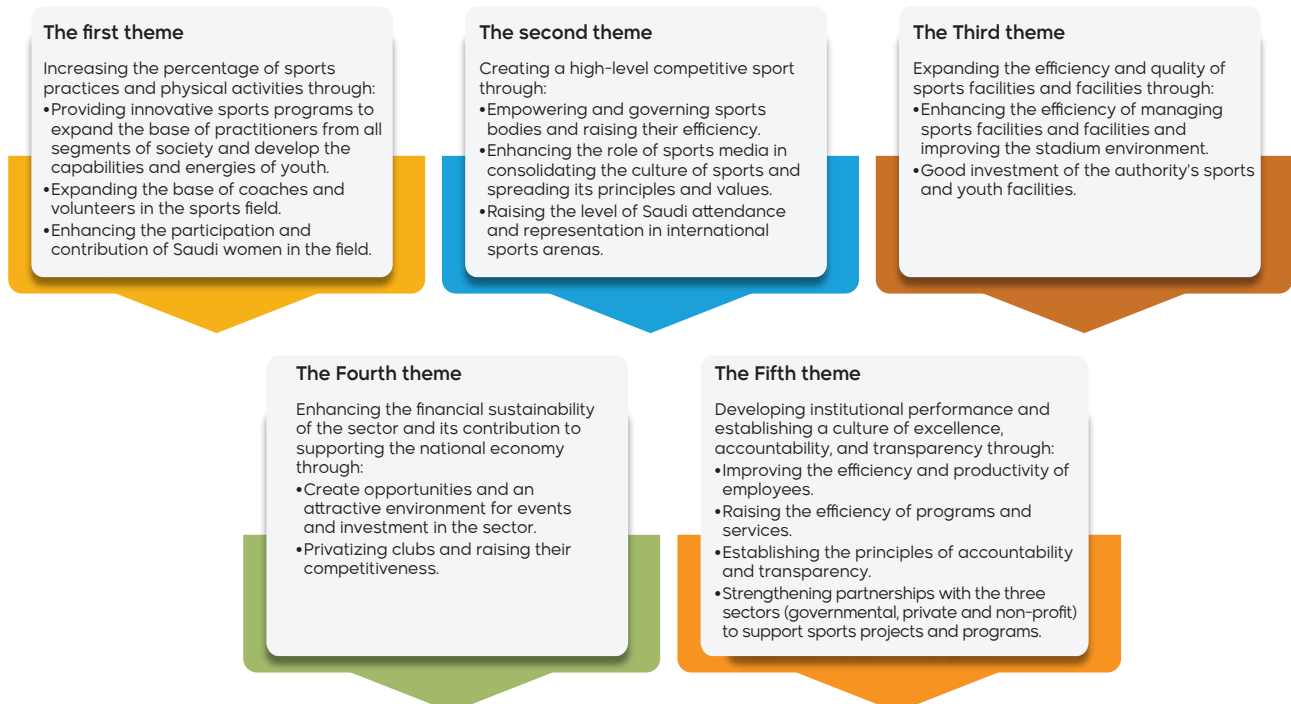 The first theme
Increasing the percentage of sports
practices and physical activities through:
•Providing innovative sports programs to
expand the base of practitioners from all
segments of society and develop the
capabilities and energies of youth.
•Expanding the base of coaches and
volunteers in the sports field.
•Enhancing the participation and
contribution of Saudi women in the field.
The second theme
Creating a high-level competitive sport
through:
•Empowering and governing sports
bodies and raising their efficiency.
•Enhancing the role of sports media in
consolidating the culture of sports and
spreading its principles and values.
•Raising the level of Saudi attendance
and representation in international
sports arenas.
The Third theme
Expanding the efficiency and quality of
sports facilities and facilities through:
•Enhancing the efficiency of managing
sports facilities and facilities and
improving the stadium environment.
•Good investment of the authority's sports
and youth facilities.
The Fourth theme
Enhancing the financial sustainability
of the sector and its contribution to
supporting the national economy
through:
•Create opportunities and an
attractive environment for events
and investment in the sector.
•Privatizing clubs and raising their
competitiveness.
The Fifth theme
Developing institutional performance and
establishing a culture of excellence,
accountability, and transparency through:
•Improving the efficiency and productivity of
employees.
•Raising the efficiency of programs and
services.
•Establishing the principles of accountability
and transparency.
•Strengthening partnerships with the three
sectors (governmental, private and non-profit)
to support sports projects and programs.